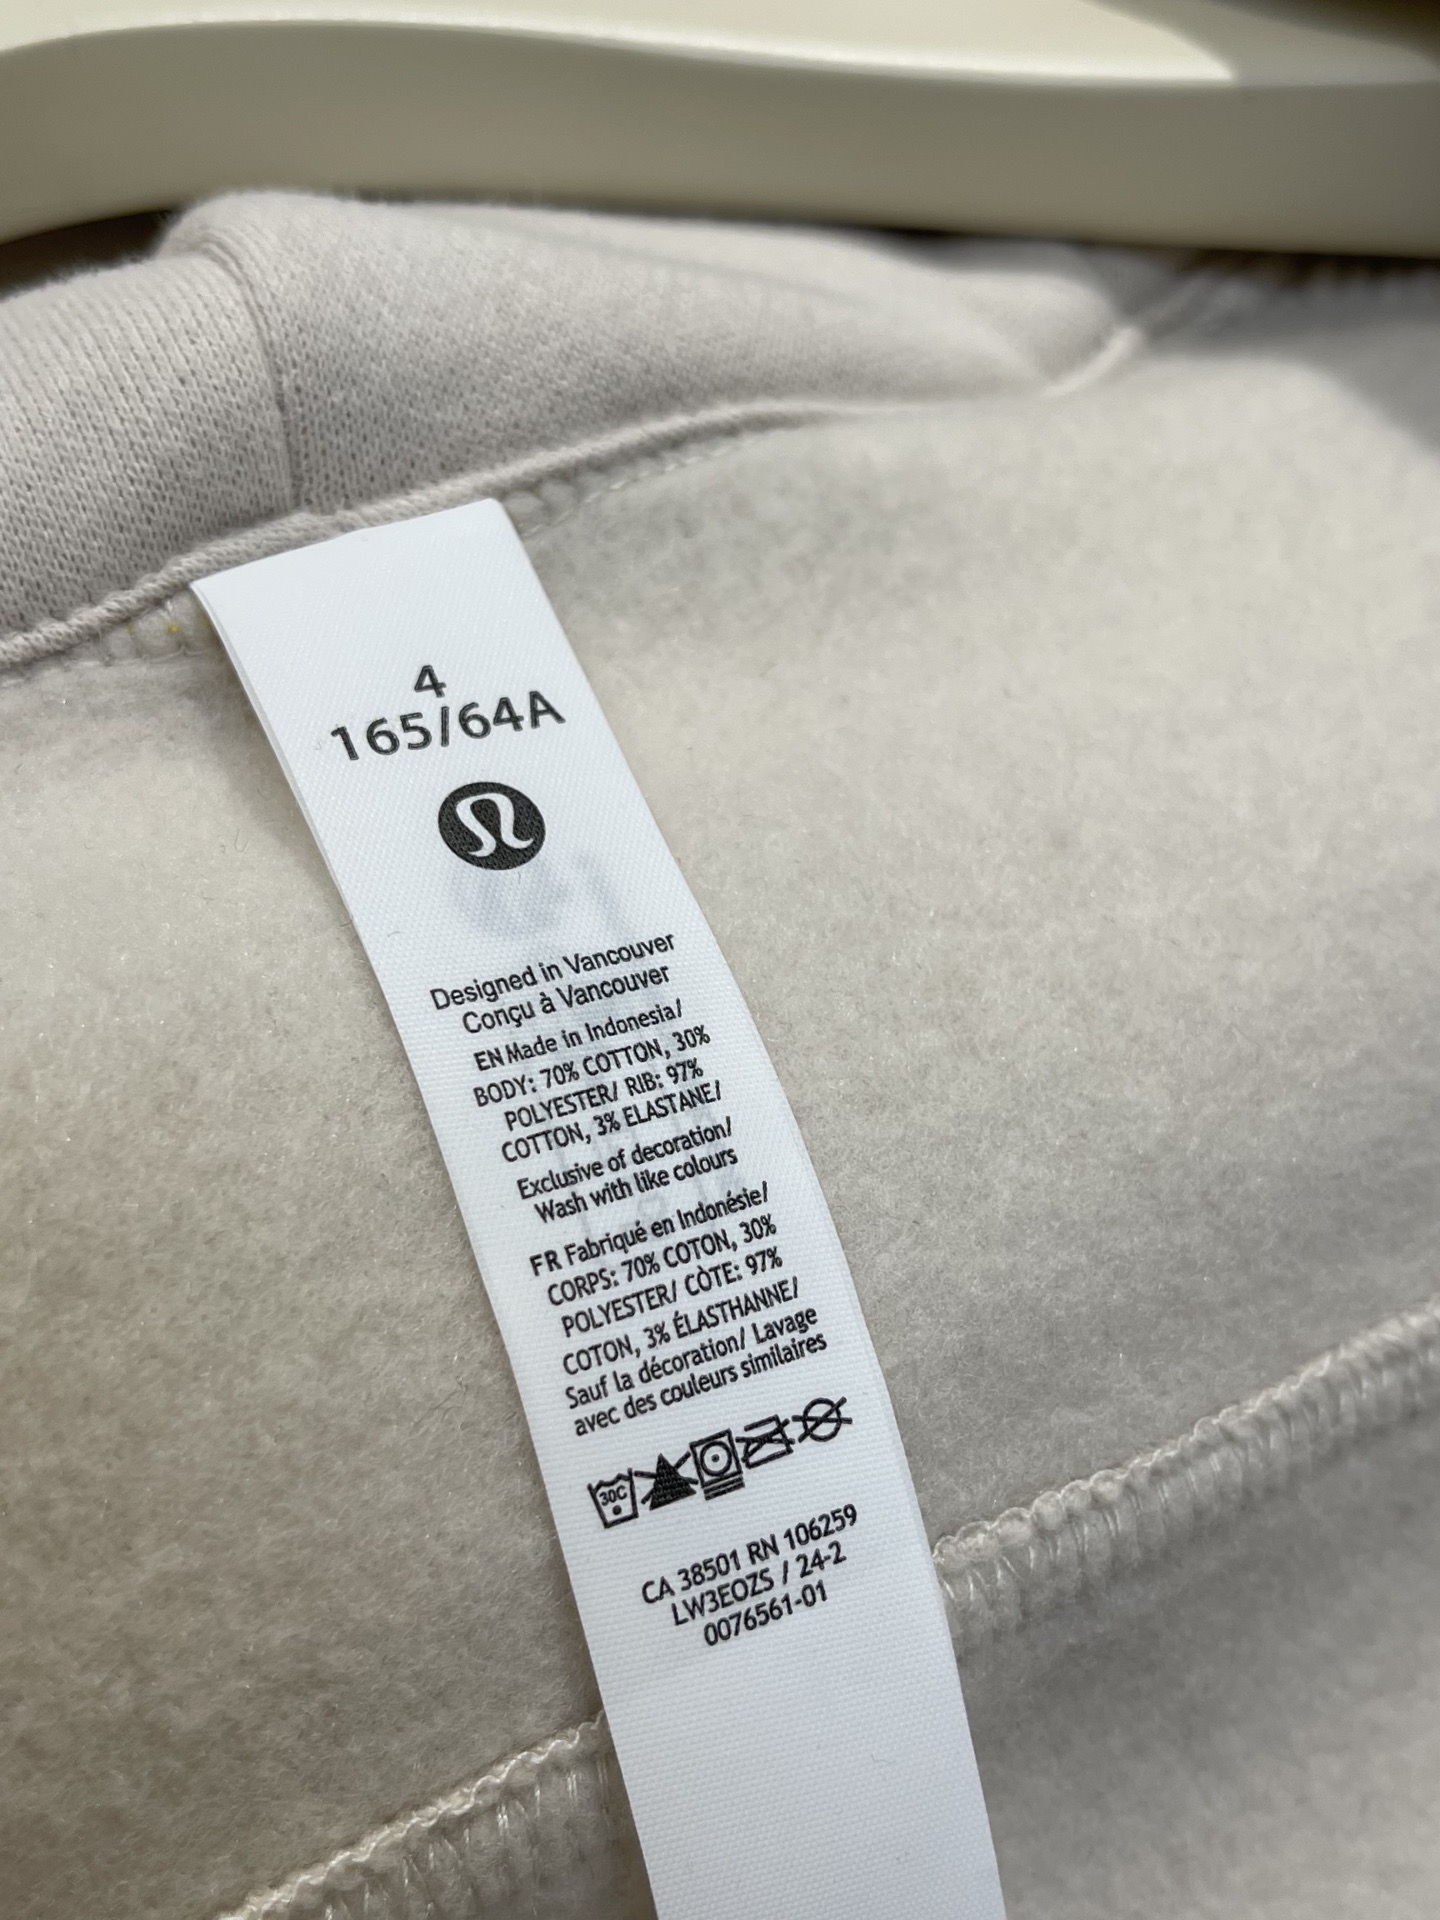 4
165/64A
Designed in Vancouver
Conçu à Vancouver
EN Made in Indonesia/
BODY: 70% COTTON, 30%
POLYESTER/ RIB: 97%
COTTON, 3% ELASTANE/
Exclusive of decoration/
Wash with like colours
FR Fabriqué en Indonésie/
CORPS: 70% COTON, 30%
POLYESTER/ CÒTE: 97%
COTON, 3% ÉLASTHANNE/
Sauf la décoration/ Lavage
avec des couleurs similaires
30C
CA 38501 RN 106259
LW3EOZS / 24-2
0076561-01